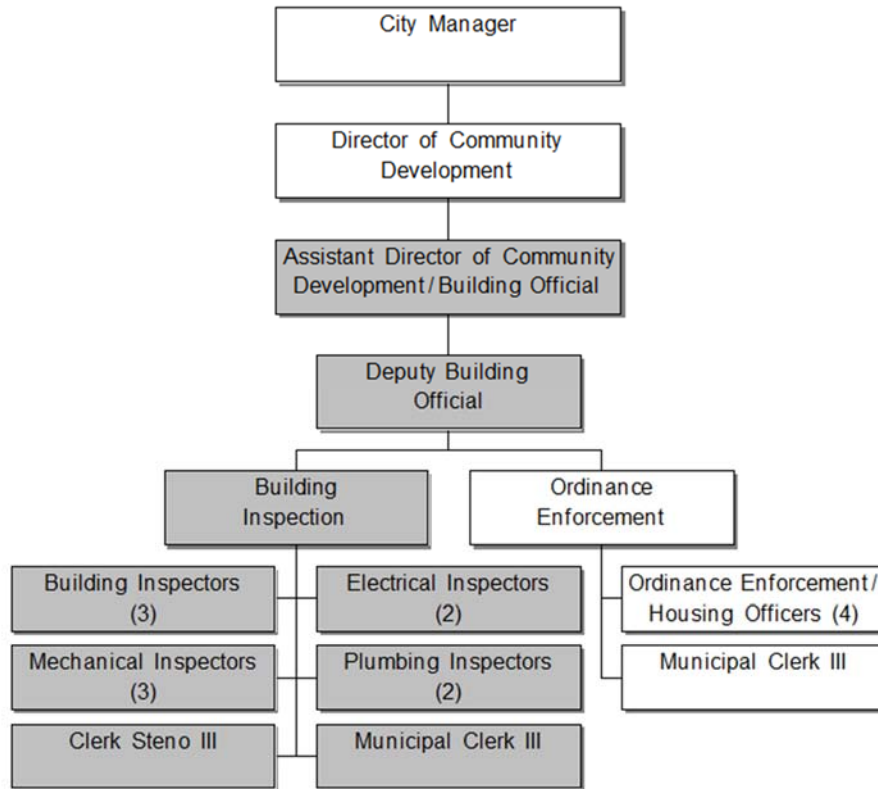 City Manager
Director of Community
Development
Assistant Director of Community
Development/Building Official
Deputy Building
Official
Building
Inspection
Ordinance
Enforcement
Building Inspectors
(3)
Electrical Inspectors
(2)
Ordinance Enforcement/
Housing Officers (4)
Mechanical Inspectors
(3)
Plumbing Inspectors
(2)
Municipal Clerk III
Clerk Steno III
Municipal Clerk III